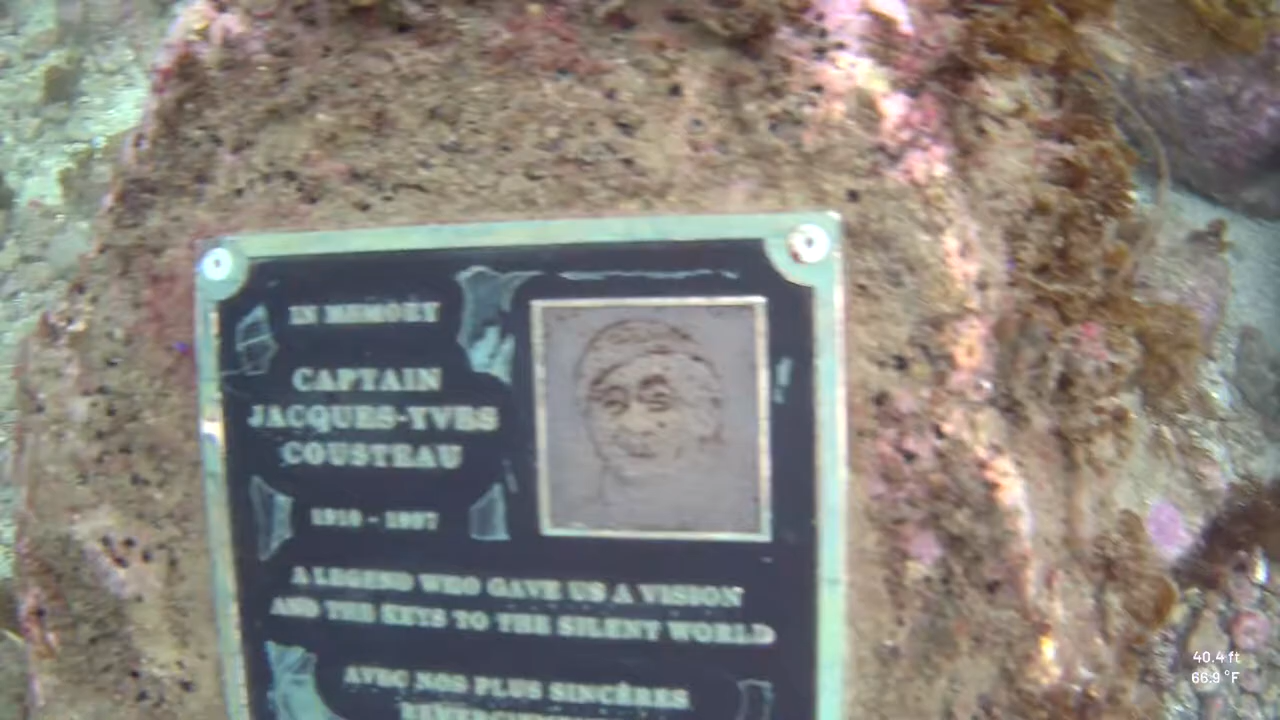 IN MEMORY
CAPTAIN
JACQUES-YVES
COUSTEAU
1910 - 1997
A LEGEND WHO GAVE US A VISION
AND THE KEYS TO THE SILENT WORLD
AVEC NOS PLUS SINCÈRES
40.4 ft
66.9 °F